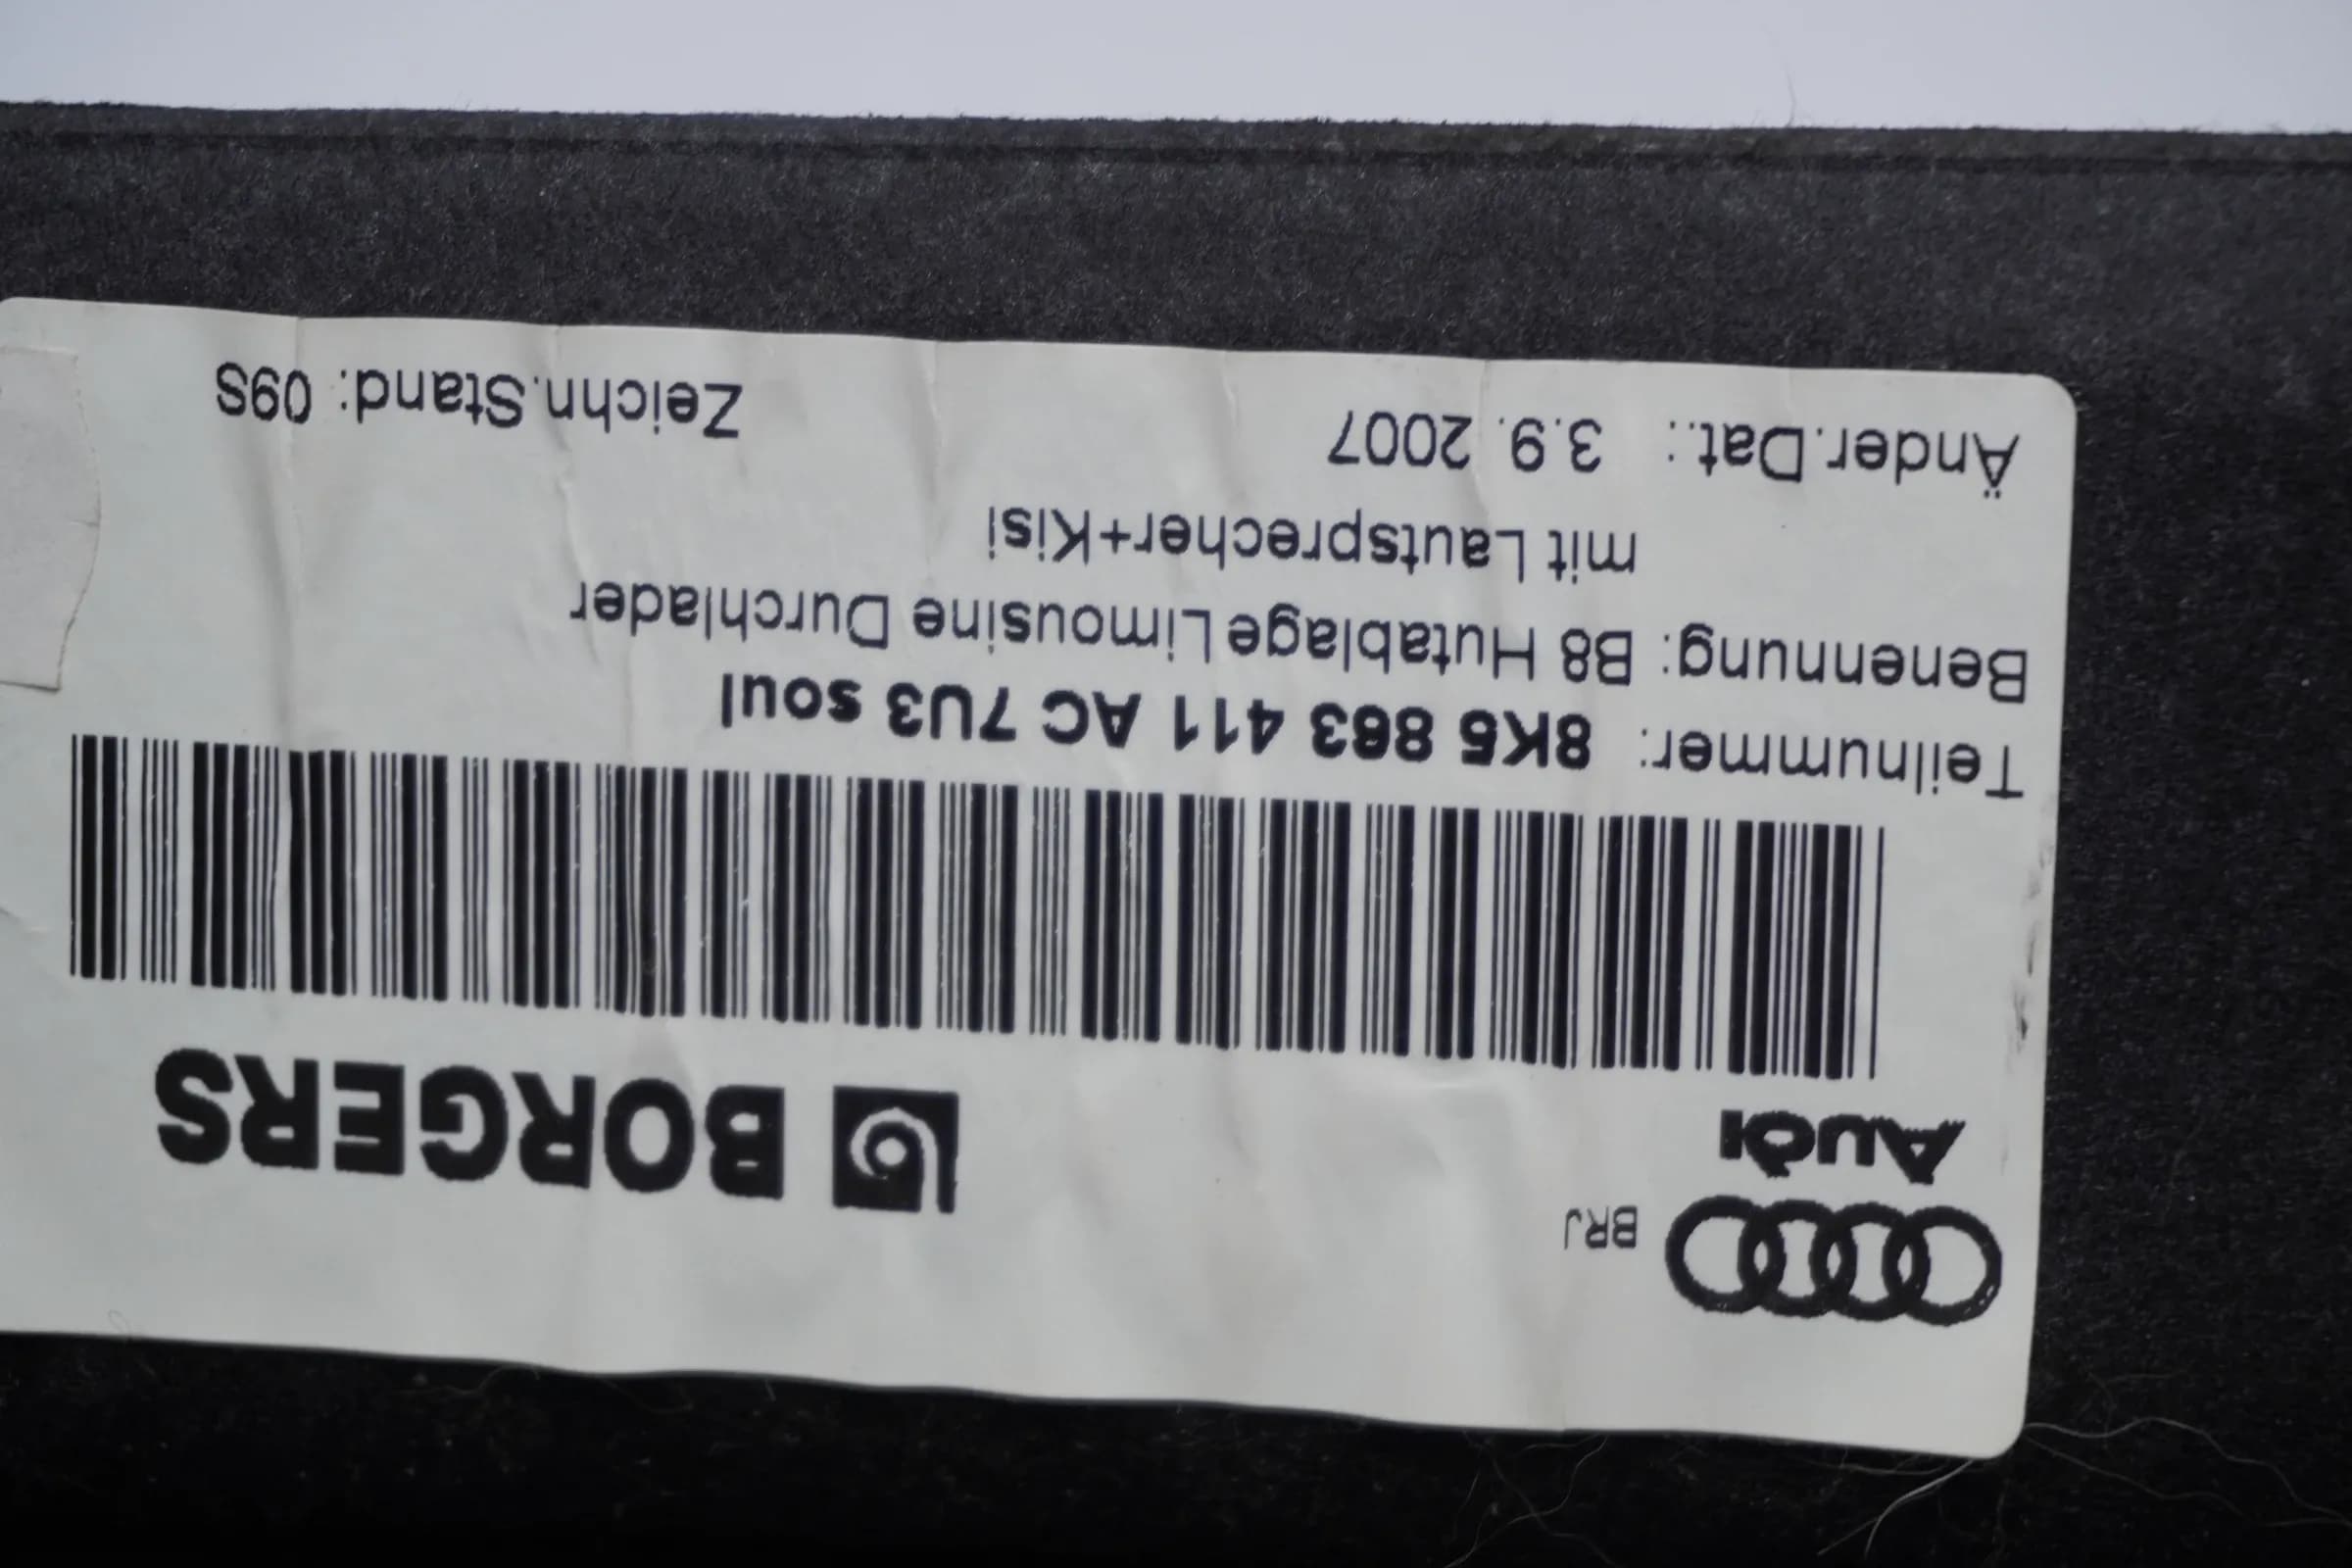 Audi
BRJ
BORGERS
Teilnummer: 8K5 863 411 AC 7U3 soul
Benennung: B8 Hutablage Limousine Durchlader
mit Lautsprecher+Kisi
Änder.Dat.: 3.9. 2007 Zeichn.Stand: 09S